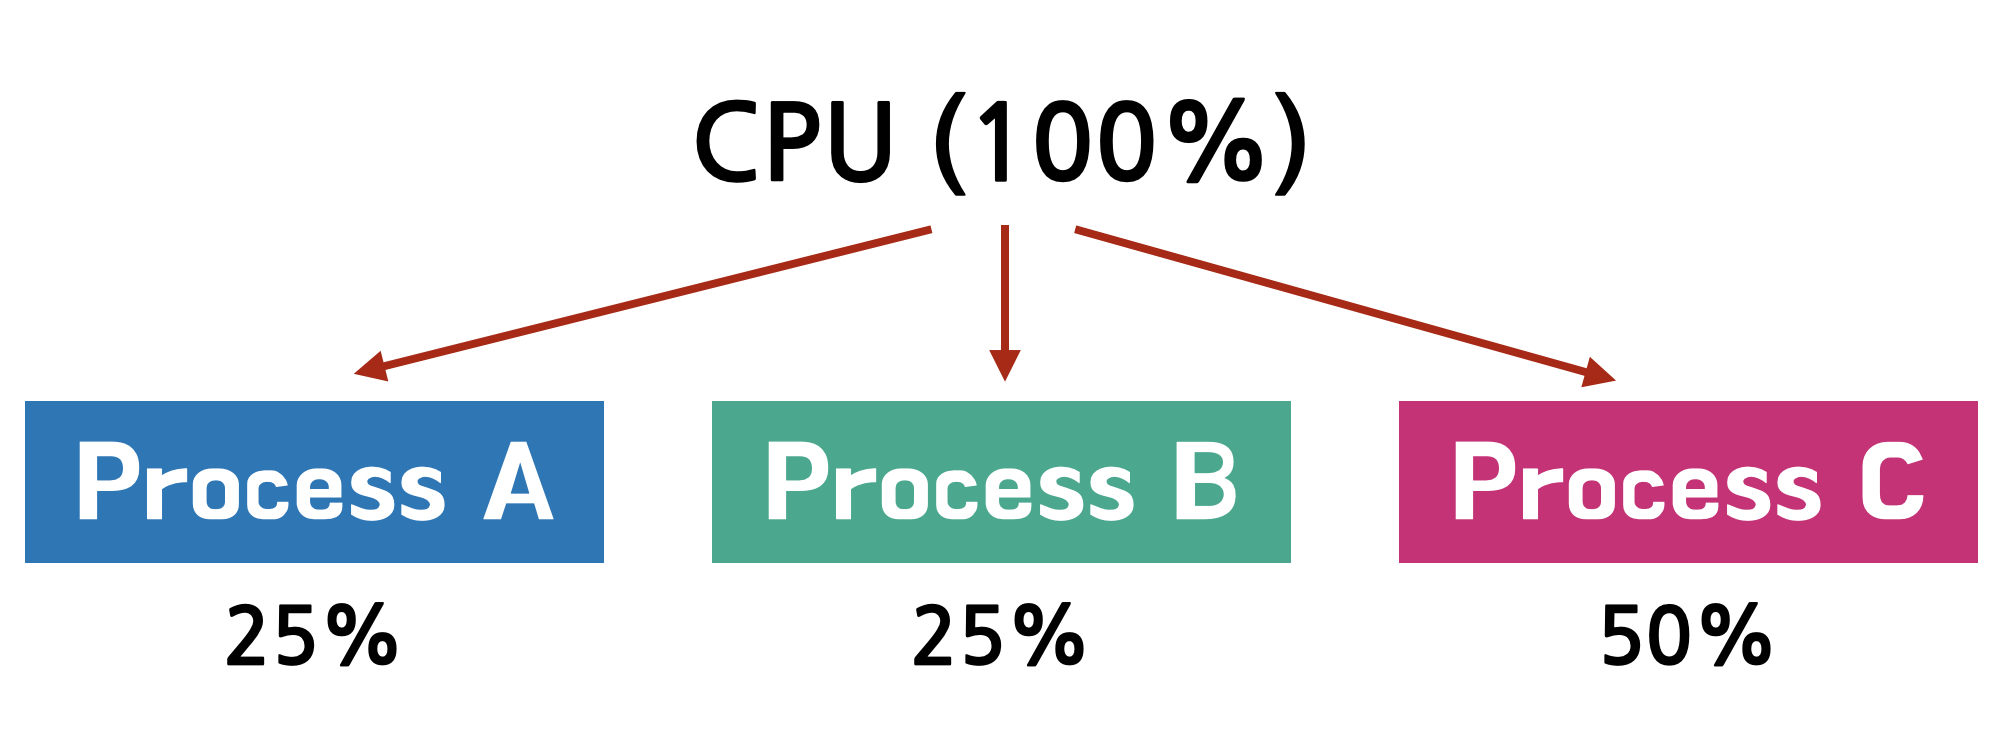 CPU (100%)
Process A
Process B
Process C
25%
25%
50%